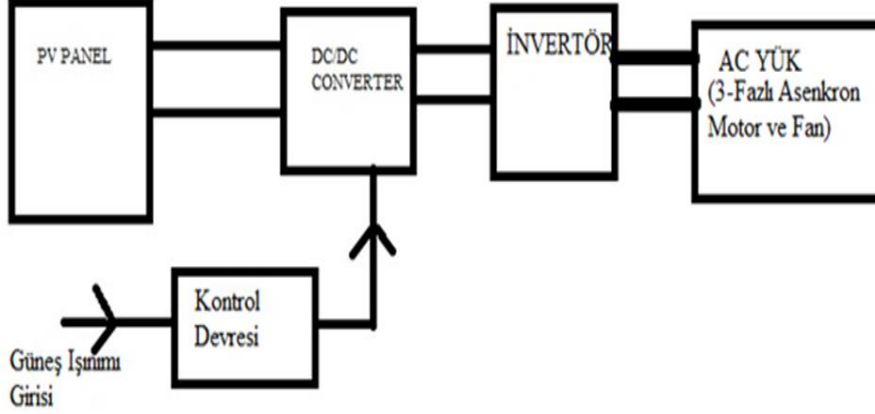 PV PANEL
DC/DC
CONVERTER
İNVERTÖR
AC YÜK
(3-Fazlı Asenkron
Motor ve Fan)
Kontrol
Devresi
Güneş Işınımı
Girisi